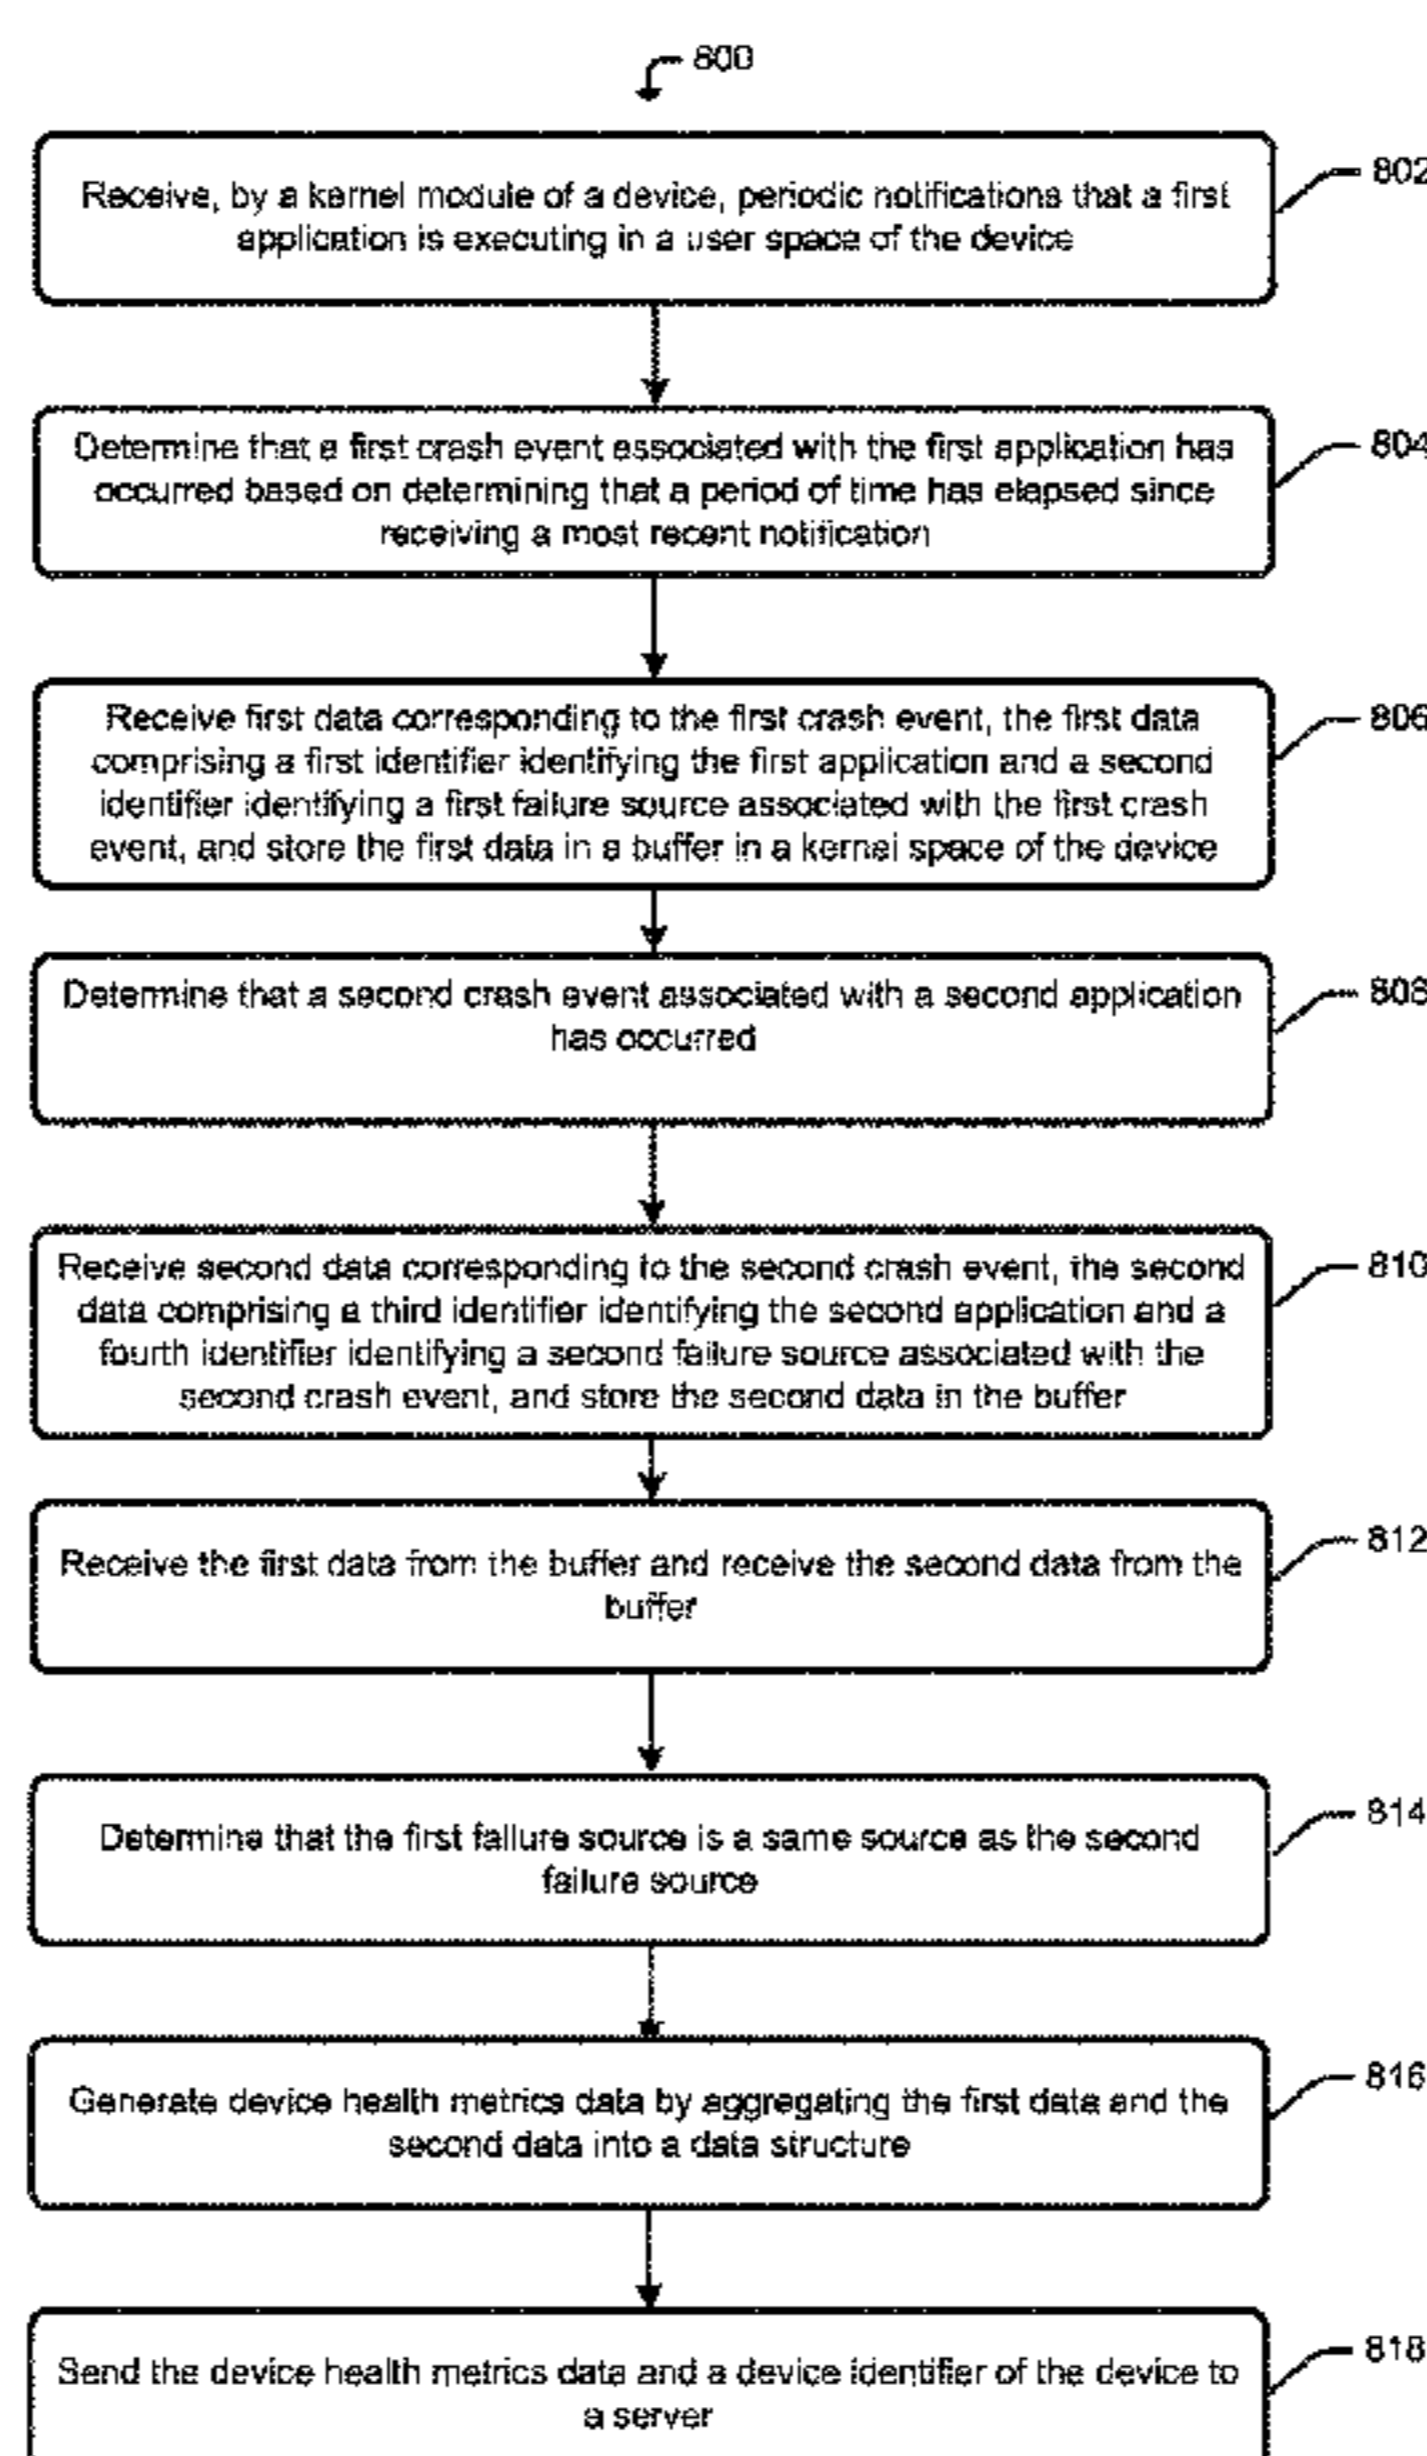 800
802
Receive, by a kernel module of a device, periodic notifications that a first
application is executing in a user space of the device
804
Determine that a first crash event associated with the first application has
occurred based on determining that a period of time has elapsed since
receiving a most recent notification
806
Receive first data corresponding to the first crash event, the first data
comprising a first identifier identifying the first application and a second
identifier identifying a first failure source associated with the first crash
event, and store the first data in a buffer in a kernel space of the device
808
Determine that a second crash event associated with a second application
has occurred
810
Receive second data corresponding to the second crash event, the second
data comprising a third identifier identifying the second application and a
fourth identifier identifying a second failure source associated with the
second crash event, and store the second data in the buffer
812
Receive the first data from the buffer and receive the second data from the
buffer
814
Determine that the first failure source is a same source as the second
failure source
816
Generate device health metrics data by aggregating the first data and the
second data into a data structure
818
Send the device health metrics data and a device identifier of the device to
a server